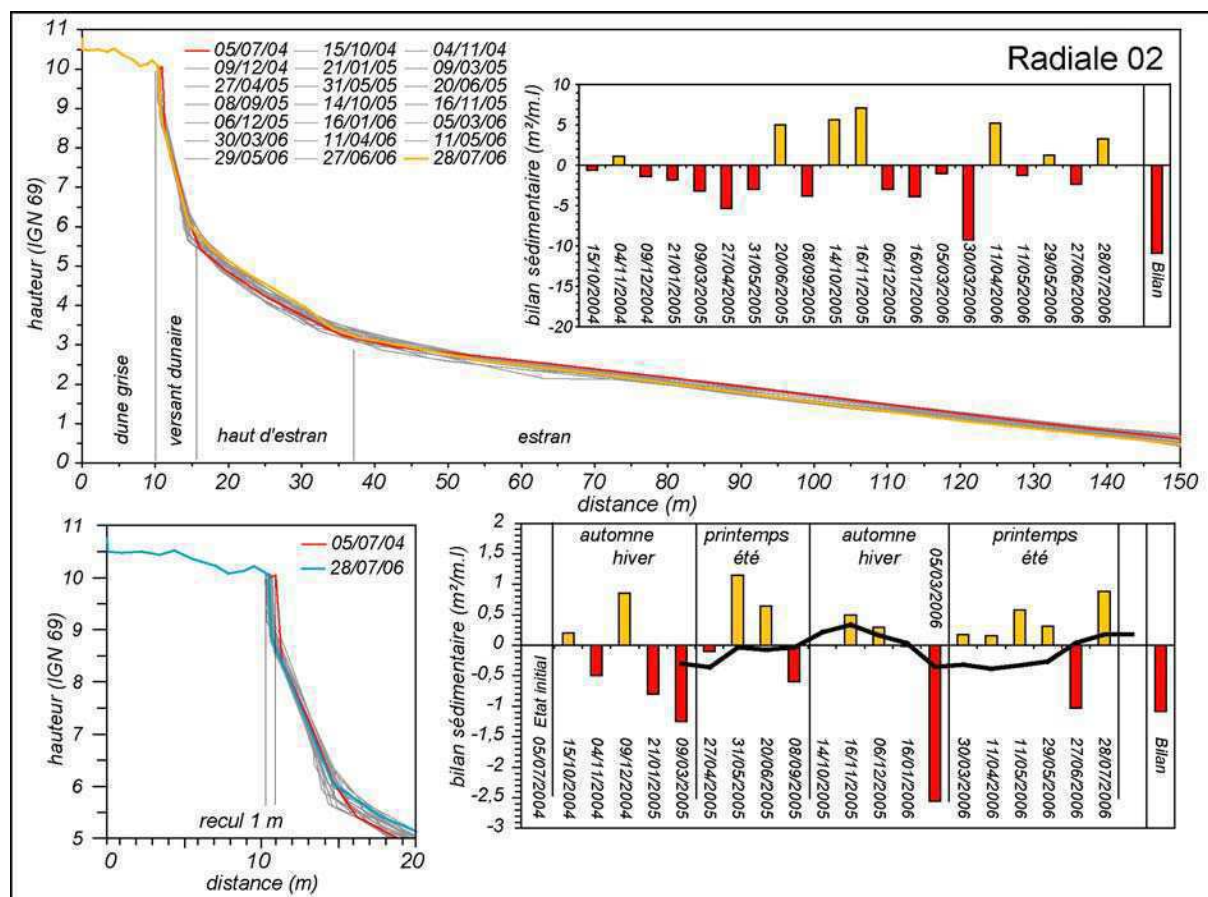 Radiale 02
11
10
9
8
7
6
5
4
3
2
1
0
hauteur (IGN 69)
05/07/04 15/10/04 04/11/04
09/12/04 21/01/05 09/03/05
27/04/05 31/05/05 20/06/05
08/09/05 14/10/05 16/11/05
06/12/05 16/01/06 05/03/06
30/03/06 11/04/06 11/05/06
29/05/06 27/06/06 28/07/06
dune grise
versant dunaire
haut d'estran
estran
0 10 20 30 40 50 60 70 80 90 100 110 120 130 140 150
distance (m)
bilan sédimentaire (m²/m.l)
10
5
0
-5
-10
-15
-20
15/10/2004
04/11/2004
09/12/2004
21/01/2005
09/03/2005
27/04/2005
31/05/2005
20/06/2005
08/09/2005
14/10/2005
16/11/2005
06/12/2005
16/01/2006
05/03/2006
30/03/2006
11/04/2006
11/05/2006
29/05/2006
27/06/2006
28/07/2006
Bilan
hauteur (IGN 69)
11
10
9
8
7
6
5
05/07/04
28/07/06
recul 1 m
0 10 20
distance (m)
bilan sédimentaire (m²/m.l)
2
1,5
1
0,5
0
-0,5
-1
-1,5
-2
-2,5
-3
automne
hiver
printemps
été
automne
hiver
printemps
été
05/07/2004 Etat Initial
15/10/2004
04/11/2004
09/12/2004
21/01/2005
09/03/2005
27/04/2005
31/05/2005
20/06/2005
08/09/2005
14/10/2005
16/11/2005
06/12/2005
16/01/2006
05/03/2006
30/03/2006
11/04/2006
11/05/2006
29/05/2006
27/06/2006
28/07/2006
Bilan